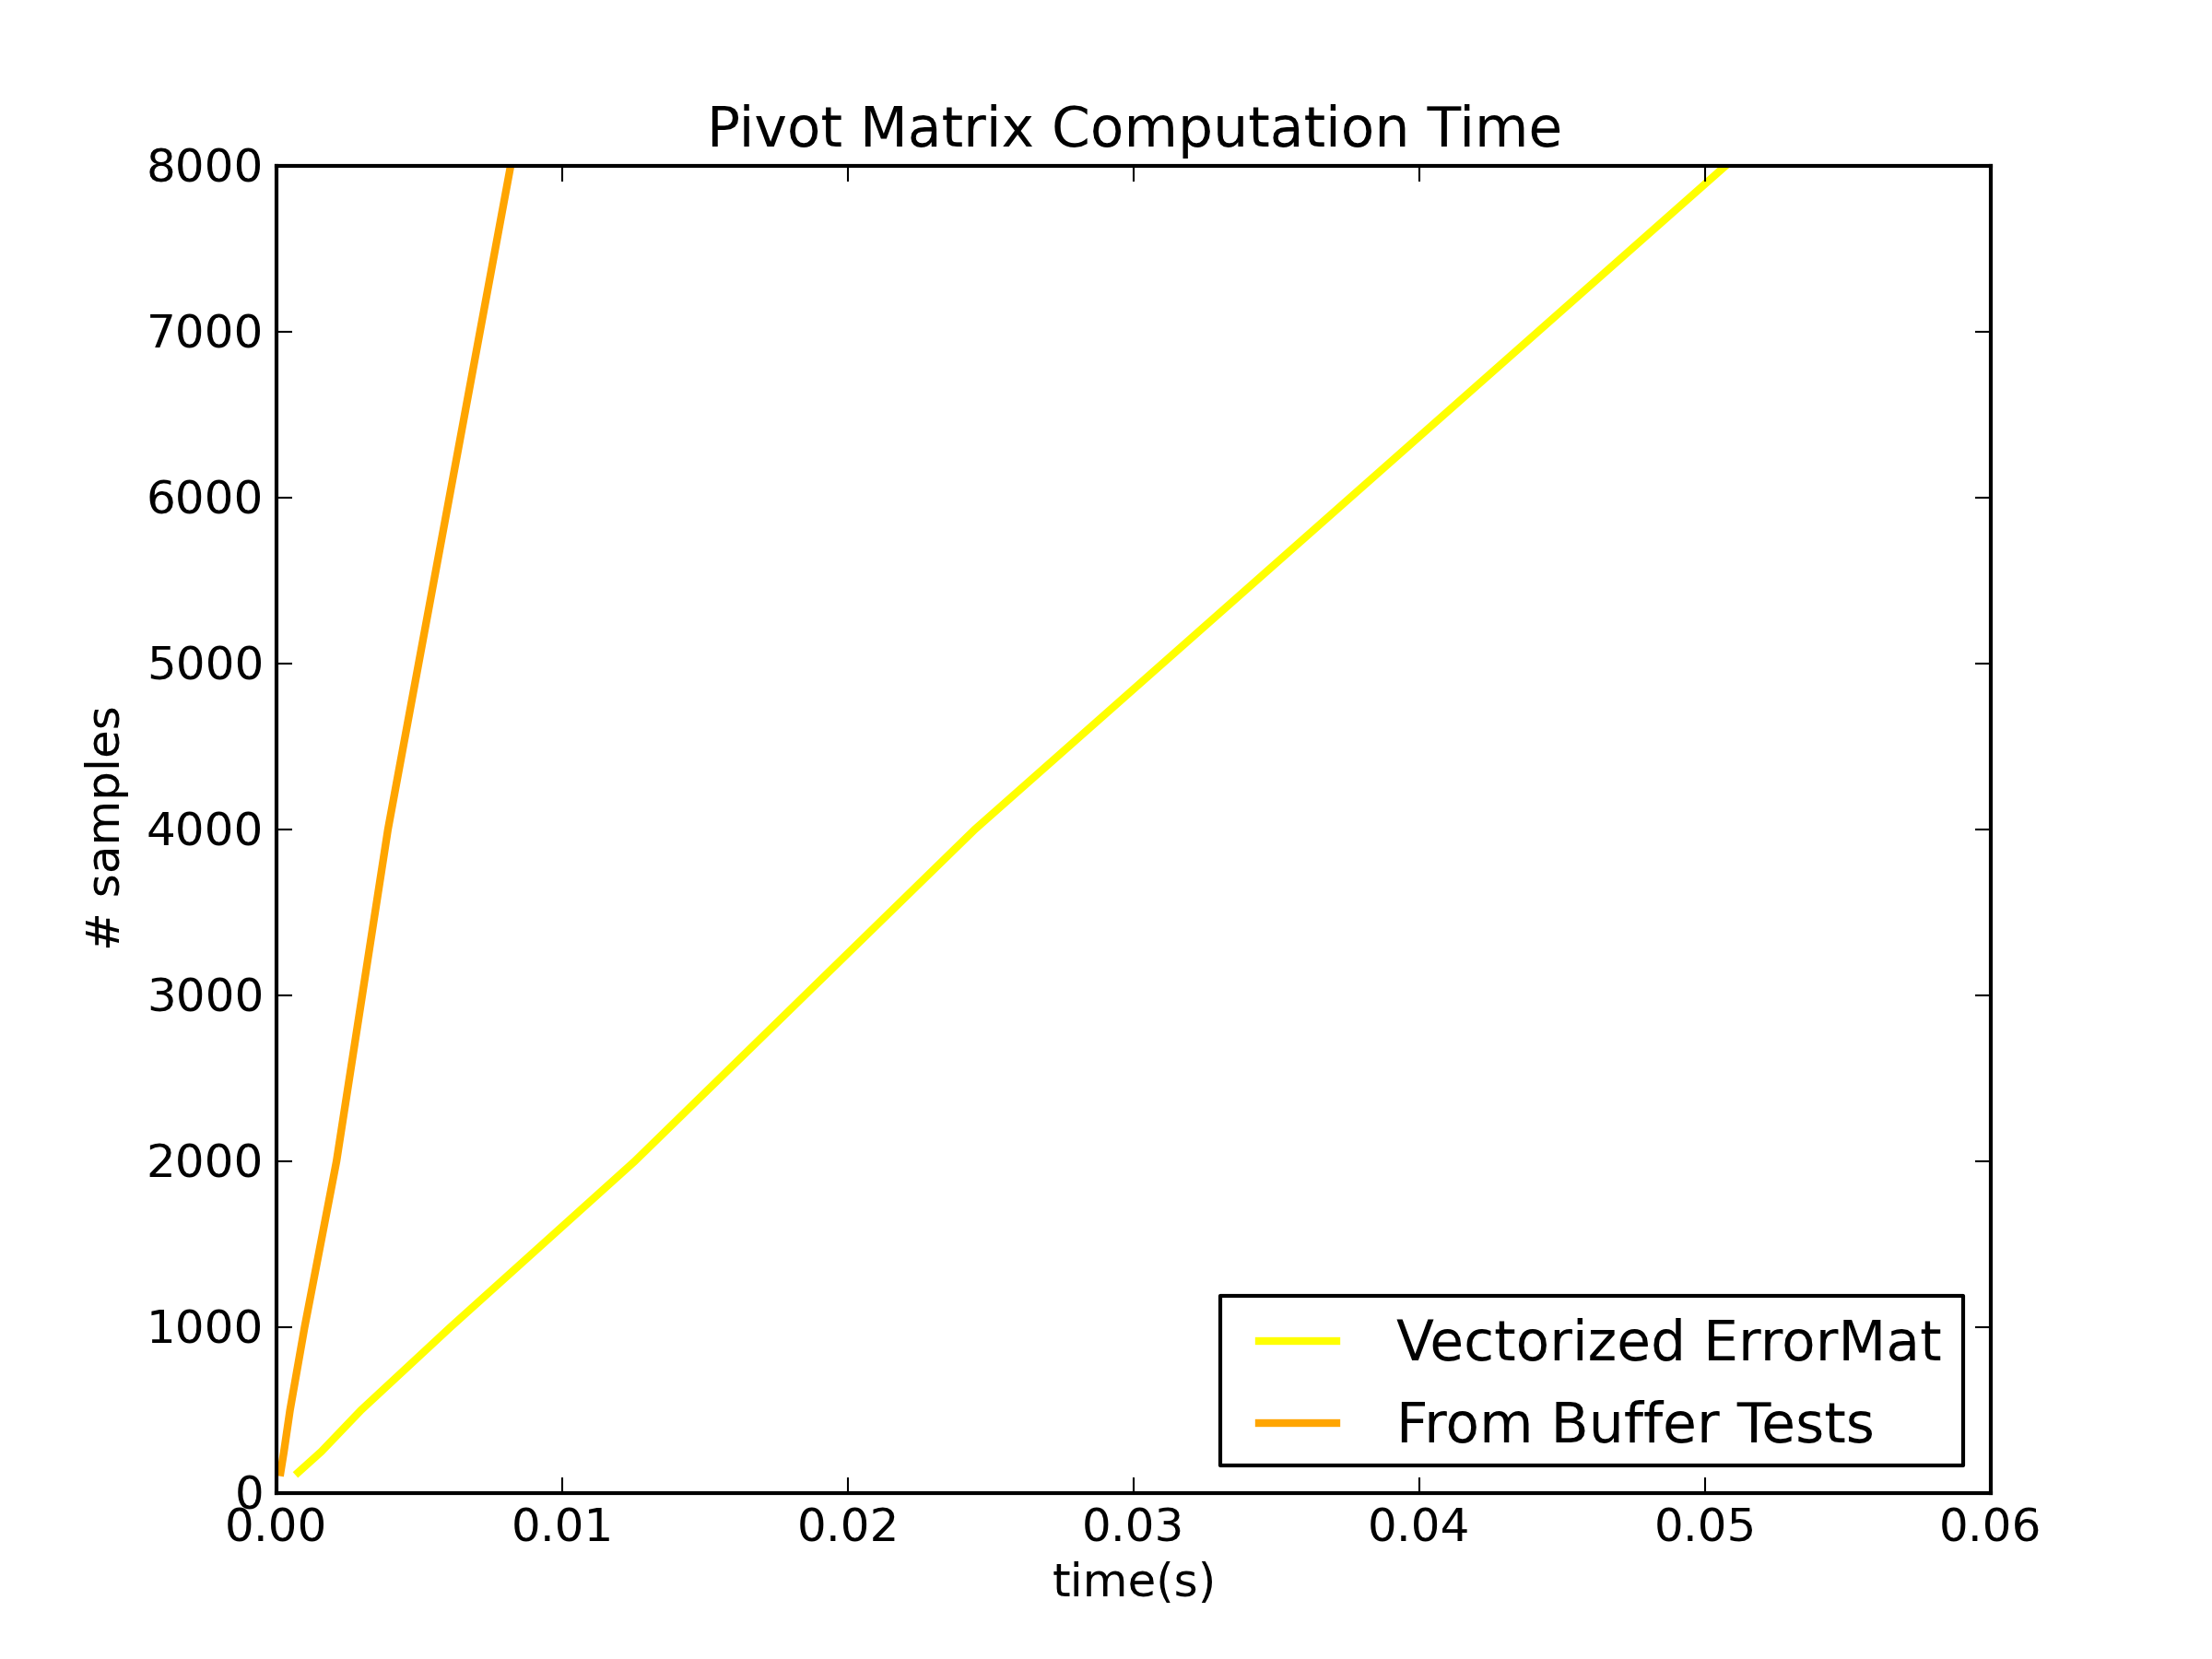 Pivot Matrix Computation Time
8000
7000
6000
5000
4000
3000
2000
1000
0
# samples
0.00 0.01 0.02 0.03 0.04 0.05 0.06
time(s)
Vectorized ErrorMat
From Buffer Tests